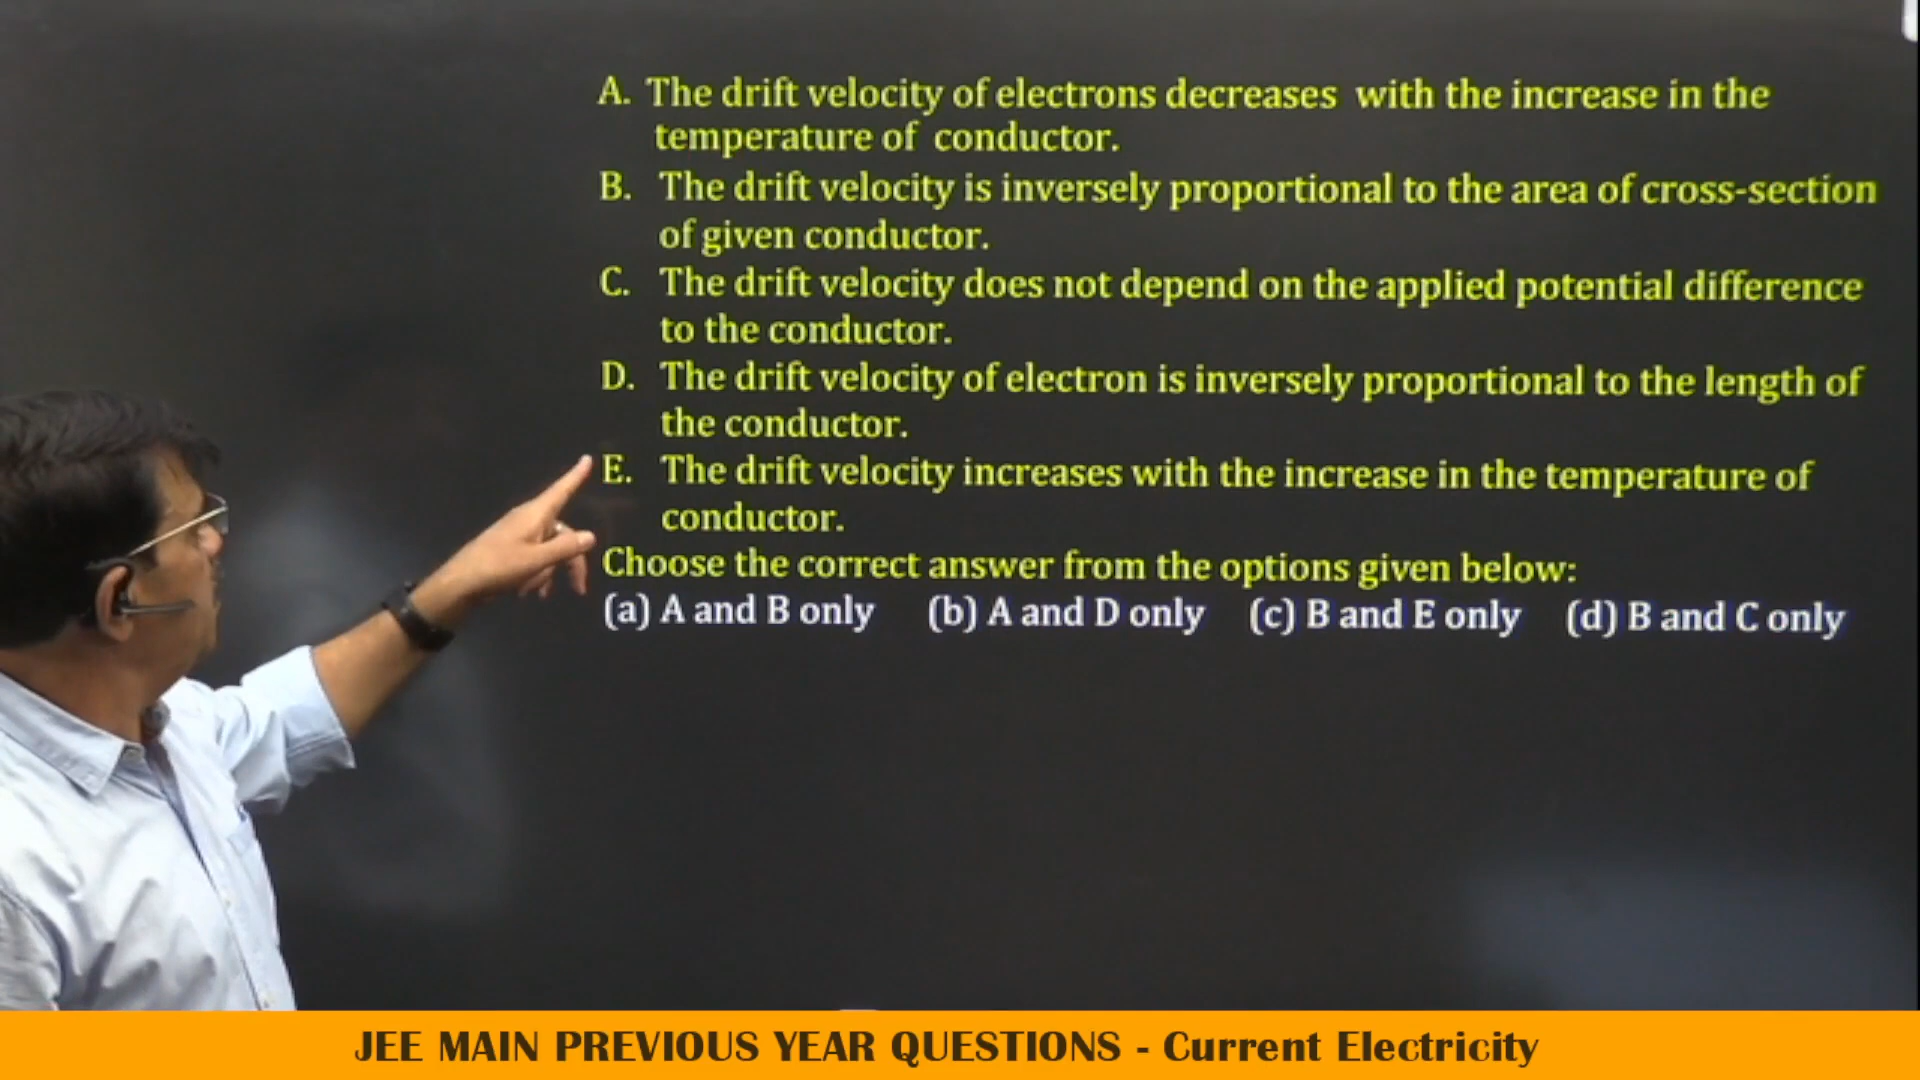 A. The drift velocity of electrons decreases with the increase in the
temperature of conductor.
B. The drift velocity is inversely proportional to the area of cross-section
of given conductor.
C. The drift velocity does not depend on the applied potential difference
to the conductor.
D. The drift velocity of electron is inversely proportional to the length of
the conductor.
E. The drift velocity increases with the increase in the temperature of
conductor.
Choose the correct answer from the options given below:
(a) A and B only (b) A and D only (c) B and E only (d) B and C only
JEE MAIN PREVIOUS YEAR QUESTIONS - Current Electricity